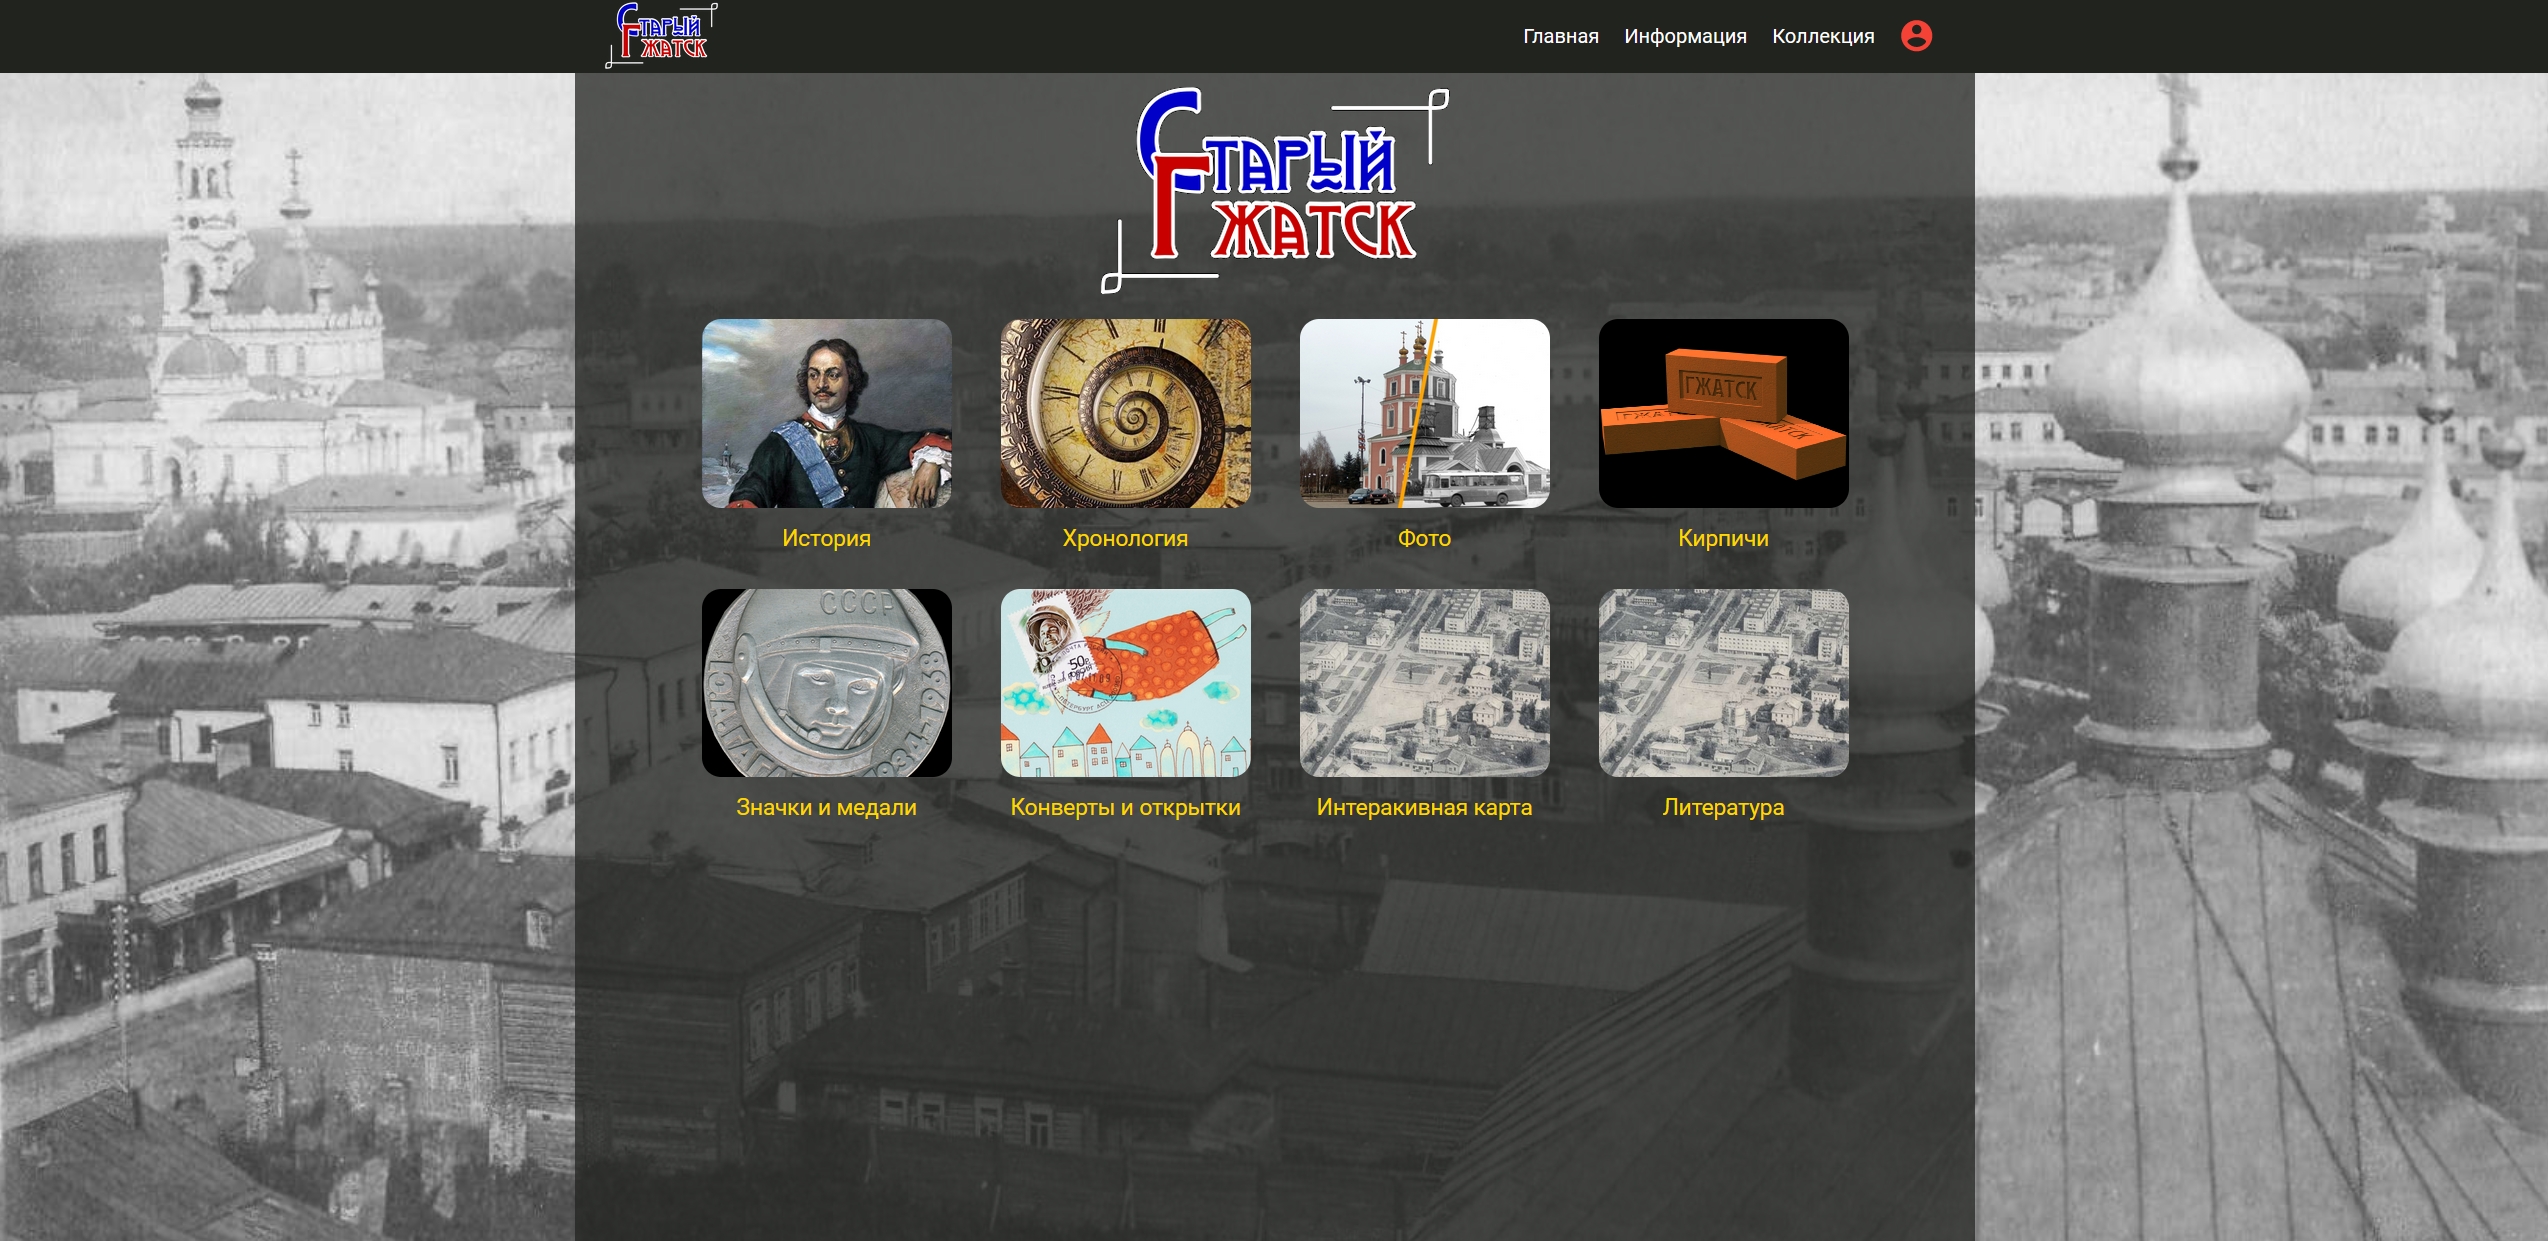 Старый
Гжатск
Главная Информация Коллекция
Старый
Гжатск
ГЖАТСК
История Хронология Фото Кирпичи
СССР
Значки и медали Конверты и открытки Интеракивная карта Литература